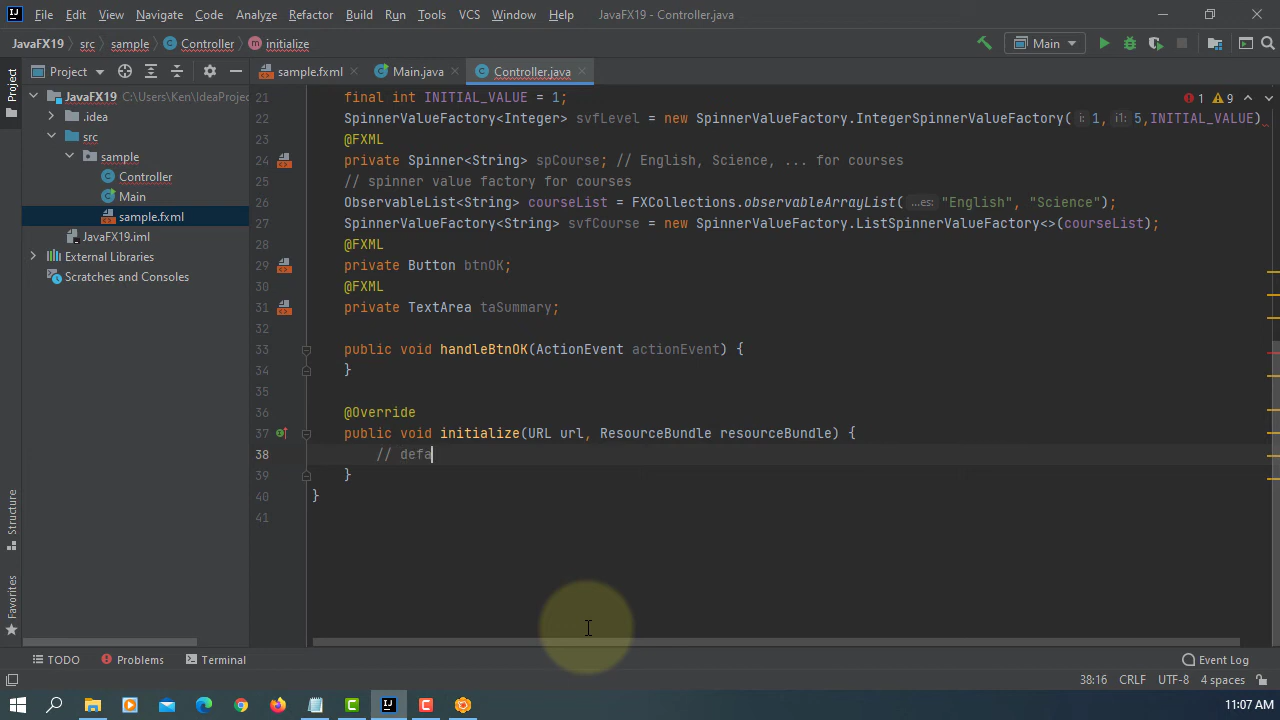 File Edit View Navigate Code Analyze Refactor Build Run Tools VCS Window Help JavaFX19 - Controller.java
JavaFX19 src sample Controller initialize Main
Project sample.fxml Main.java Controller.java
Project
JavaFX19 C:\Users\Ken\IdeaProjec
.idea
src
sample
Controller
Main
sample.fxml
JavaFX19.iml
External Libraries
Scratches and Consoles
Structure
Favorites
1 9
21 final int INITIAL_VALUE = 1;
22 SpinnerValueFactory<Integer> svfLevel = new SpinnerValueFactory.IntegerSpinnerValueFactory( i: 1, i1: 5,INITIAL_VALUE)
23 @FXML
24 private Spinner<String> spCourse; // English, Science, ... for courses
25 // spinner value factory for courses
26 ObservableList<String> courseList = FXCollections.observableArrayList( ...es: "English", "Science");
27 SpinnerValueFactory<String> svfCourse = new SpinnerValueFactory.ListSpinnerValueFactory<>(courseList);
28 @FXML
29 private Button btnOK;
30 @FXML
31 private TextArea taSummary;
32
33 public void handleBtnOK(ActionEvent actionEvent) {
34 }
35
36 @Override
37 public void initialize(URL url, ResourceBundle resourceBundle) {
38 // defa
39 }
40 }
41
TODO Problems Terminal Event Log
38:16 CRLF UTF-8 4 spaces
11:07 AM